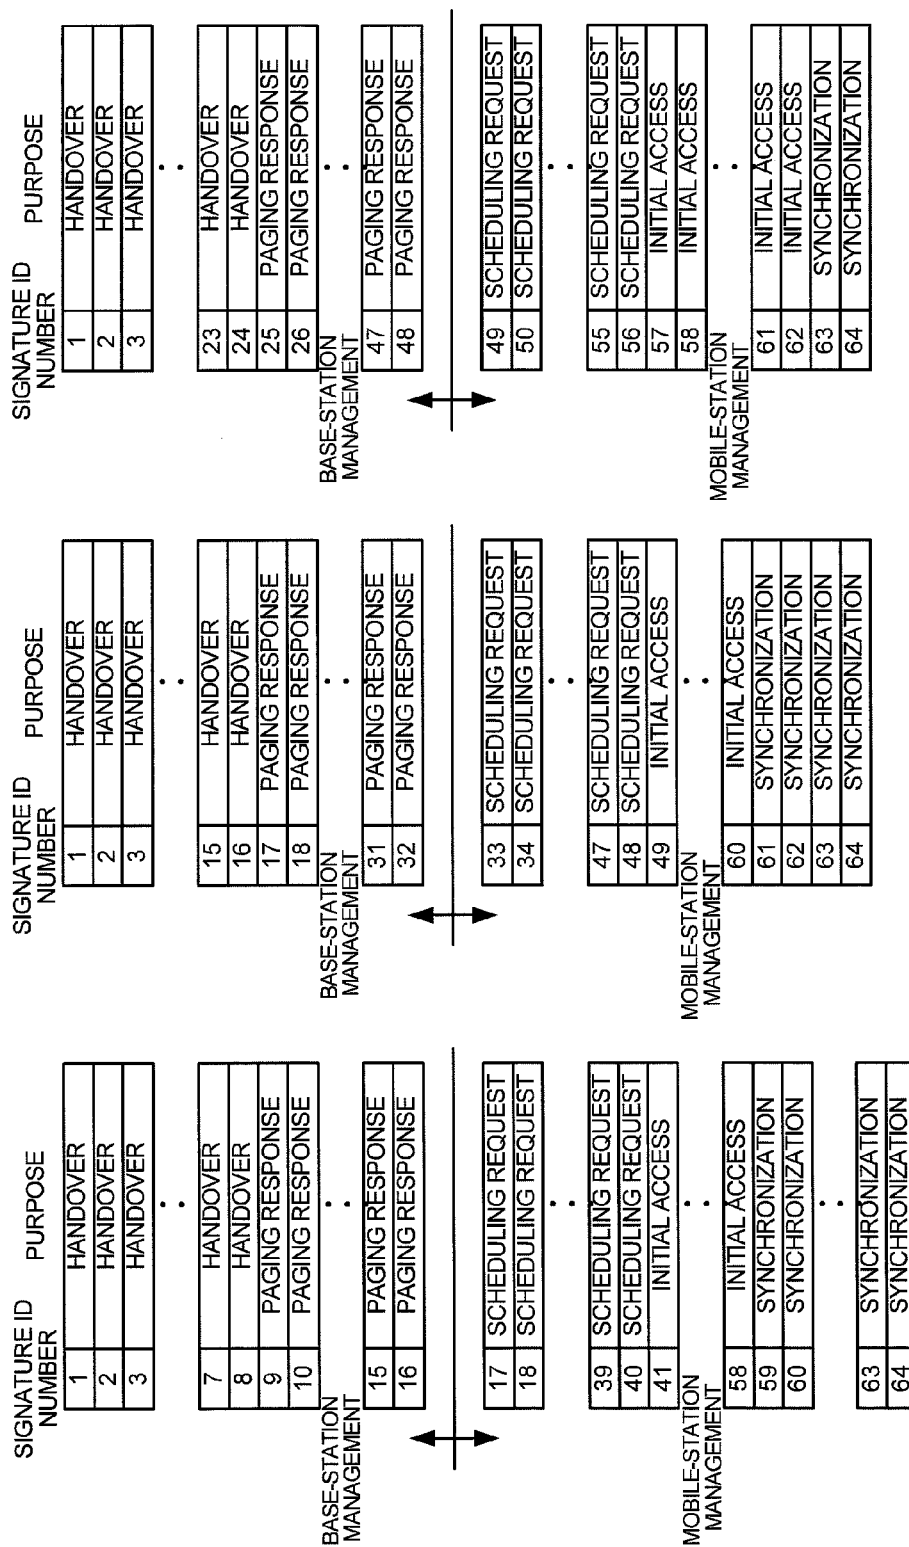 SIGNATURE ID
NUMBER
PURPOSE
1 HANDOVER
2 HANDOVER
3 HANDOVER
7 HANDOVER
8 HANDOVER
9 PAGING RESPONSE
10 PAGING RESPONSE
BASE-STATION
MANAGEMENT
15 PAGING RESPONSE
16 PAGING RESPONSE
17 SCHEDULING REQUEST
18 SCHEDULING REQUEST
39 SCHEDULING REQUEST
40 SCHEDULING REQUEST
41 INITIAL ACCESS
MOBILE-STATION
MANAGEMENT
58 INITIAL ACCESS
59 SYNCHRONIZATION
60 SYNCHRONIZATION
63 SYNCHRONIZATION
64 SYNCHRONIZATION
SIGNATURE ID
NUMBER
PURPOSE
1 HANDOVER
2 HANDOVER
3 HANDOVER
15 HANDOVER
16 HANDOVER
17 PAGING RESPONSE
18 PAGING RESPONSE
BASE-STATION
MANAGEMENT
31 PAGING RESPONSE
32 PAGING RESPONSE
33 SCHEDULING REQUEST
34 SCHEDULING REQUEST
47 SCHEDULING REQUEST
48 SCHEDULING REQUEST
49 INITIAL ACCESS
MOBILE-STATION
MANAGEMENT
60 INITIAL ACCESS
61 SYNCHRONIZATION
62 SYNCHRONIZATION
63 SYNCHRONIZATION
64 SYNCHRONIZATION
SIGNATURE ID
NUMBER
PURPOSE
1 HANDOVER
2 HANDOVER
3 HANDOVER
23 HANDOVER
24 HANDOVER
25 PAGING RESPONSE
26 PAGING RESPONSE
BASE-STATION
MANAGEMENT
47 PAGING RESPONSE
48 PAGING RESPONSE
49 SCHEDULING REQUEST
50 SCHEDULING REQUEST
55 SCHEDULING REQUEST
56 SCHEDULING REQUEST
57 INITIAL ACCESS
58 INITIAL ACCESS
MOBILE-STATION
MANAGEMENT
61 INITIAL ACCESS
62 INITIAL ACCESS
63 SYNCHRONIZATION
64 SYNCHRONIZATION